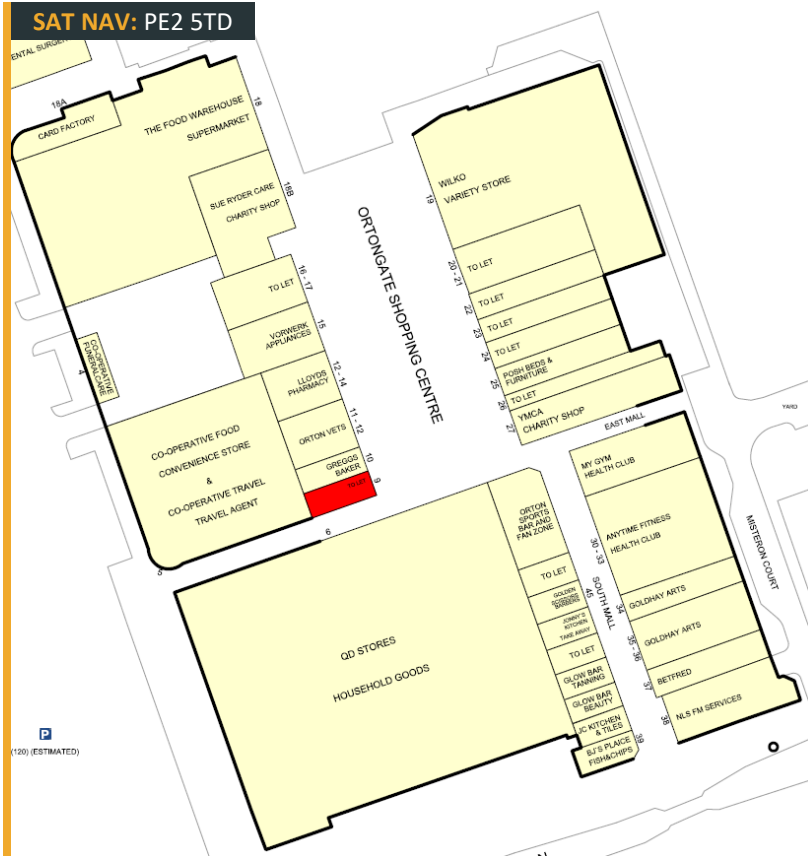 SAT NAV: PE2 5TD
18A
CARD FACTORY
THE FOOD WAREHOUSE
SUPERMARKET
18
SUE RYDER CARE
CHARITY SHOP
18B
TO LET
16 - 17
VORWERK
APPLIANCES
15
LLOYDS
PHARMACY
12 - 14
ORTON VETS
11 - 12
GREGGS
BAKER
10
TO LET
9
CO-OPERATIVE
FUNERALCARE
4
CO-OPERATIVE FOOD
CONVENIENCE STORE
&
CO-OPERATIVE TRAVEL
TRAVEL AGENT
5
6
ORTONGATE SHOPPING CENTRE
WILKO
VARIETY STORE
19
TO LET
20 - 21
TO LET
22
TO LET
23
TO LET
24
POSH BEDS &
FURNITURE
25
TO LET
26
YMCA
CHARITY SHOP
27
EAST MALL
YARD
MISTERON COURT
MY GYM
HEALTH CLUB
ANYTIME FITNESS
HEALTH CLUB
30 - 33
GOLDHAY ARTS
34
GOLDHAY ARTS
35 - 36
BETFRED
37
NLS FM SERVICES
38
SOUTH MALL
QD STORES
HOUSEHOLD GOODS
ORTON
SPORTS
BAR AND
FAN ZONE
TO LET
45
GOLDEN
SCISSORS
BARBERS
JONNY'S
KITCHEN
TAKE AWAY
TO LET
GLOW BAR
TANNING
GLOW BAR
BEAUTY
JC KITCHEN
& TILES
BJ'S PLAICE
FISH&CHIPS
39
P
(120) (ESTIMATED)